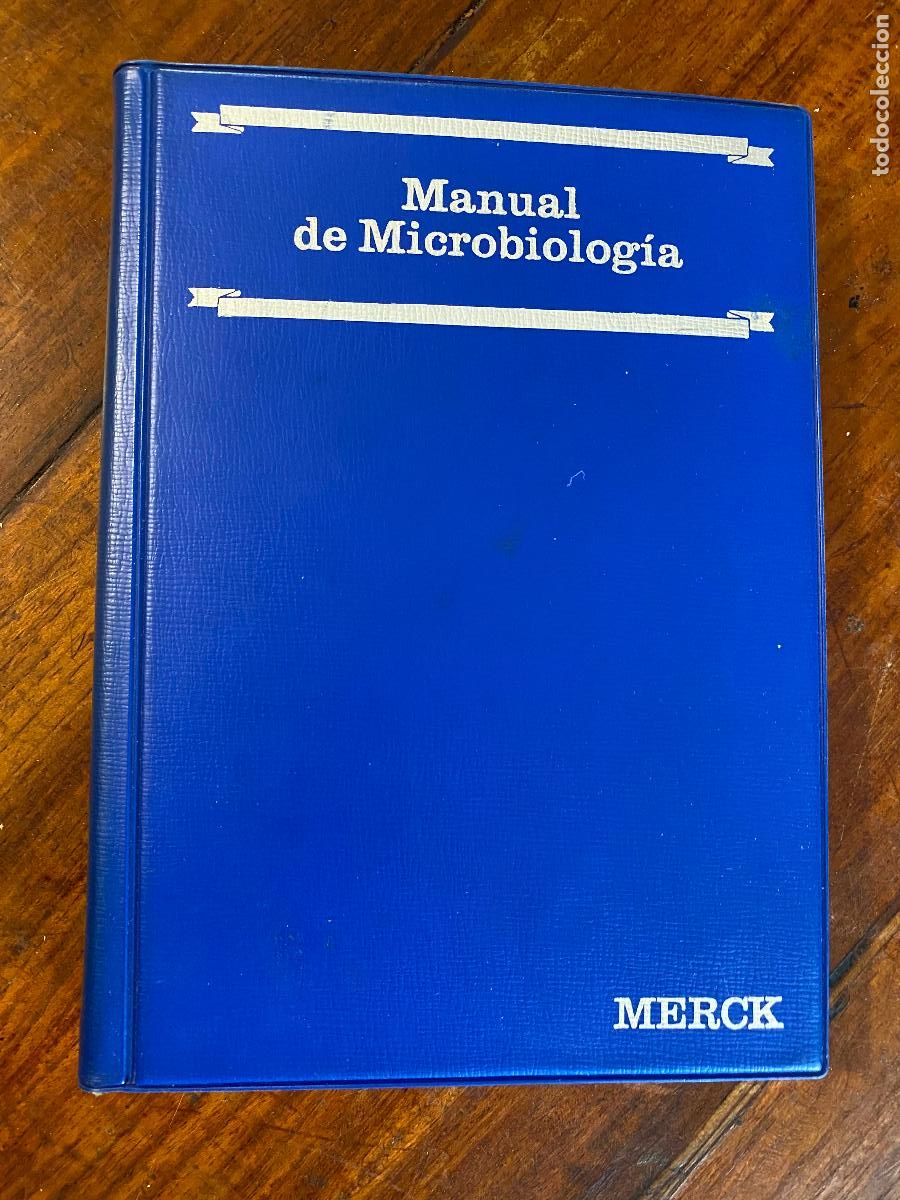 Manual
de Microbiología
MERCK
todocoleccion